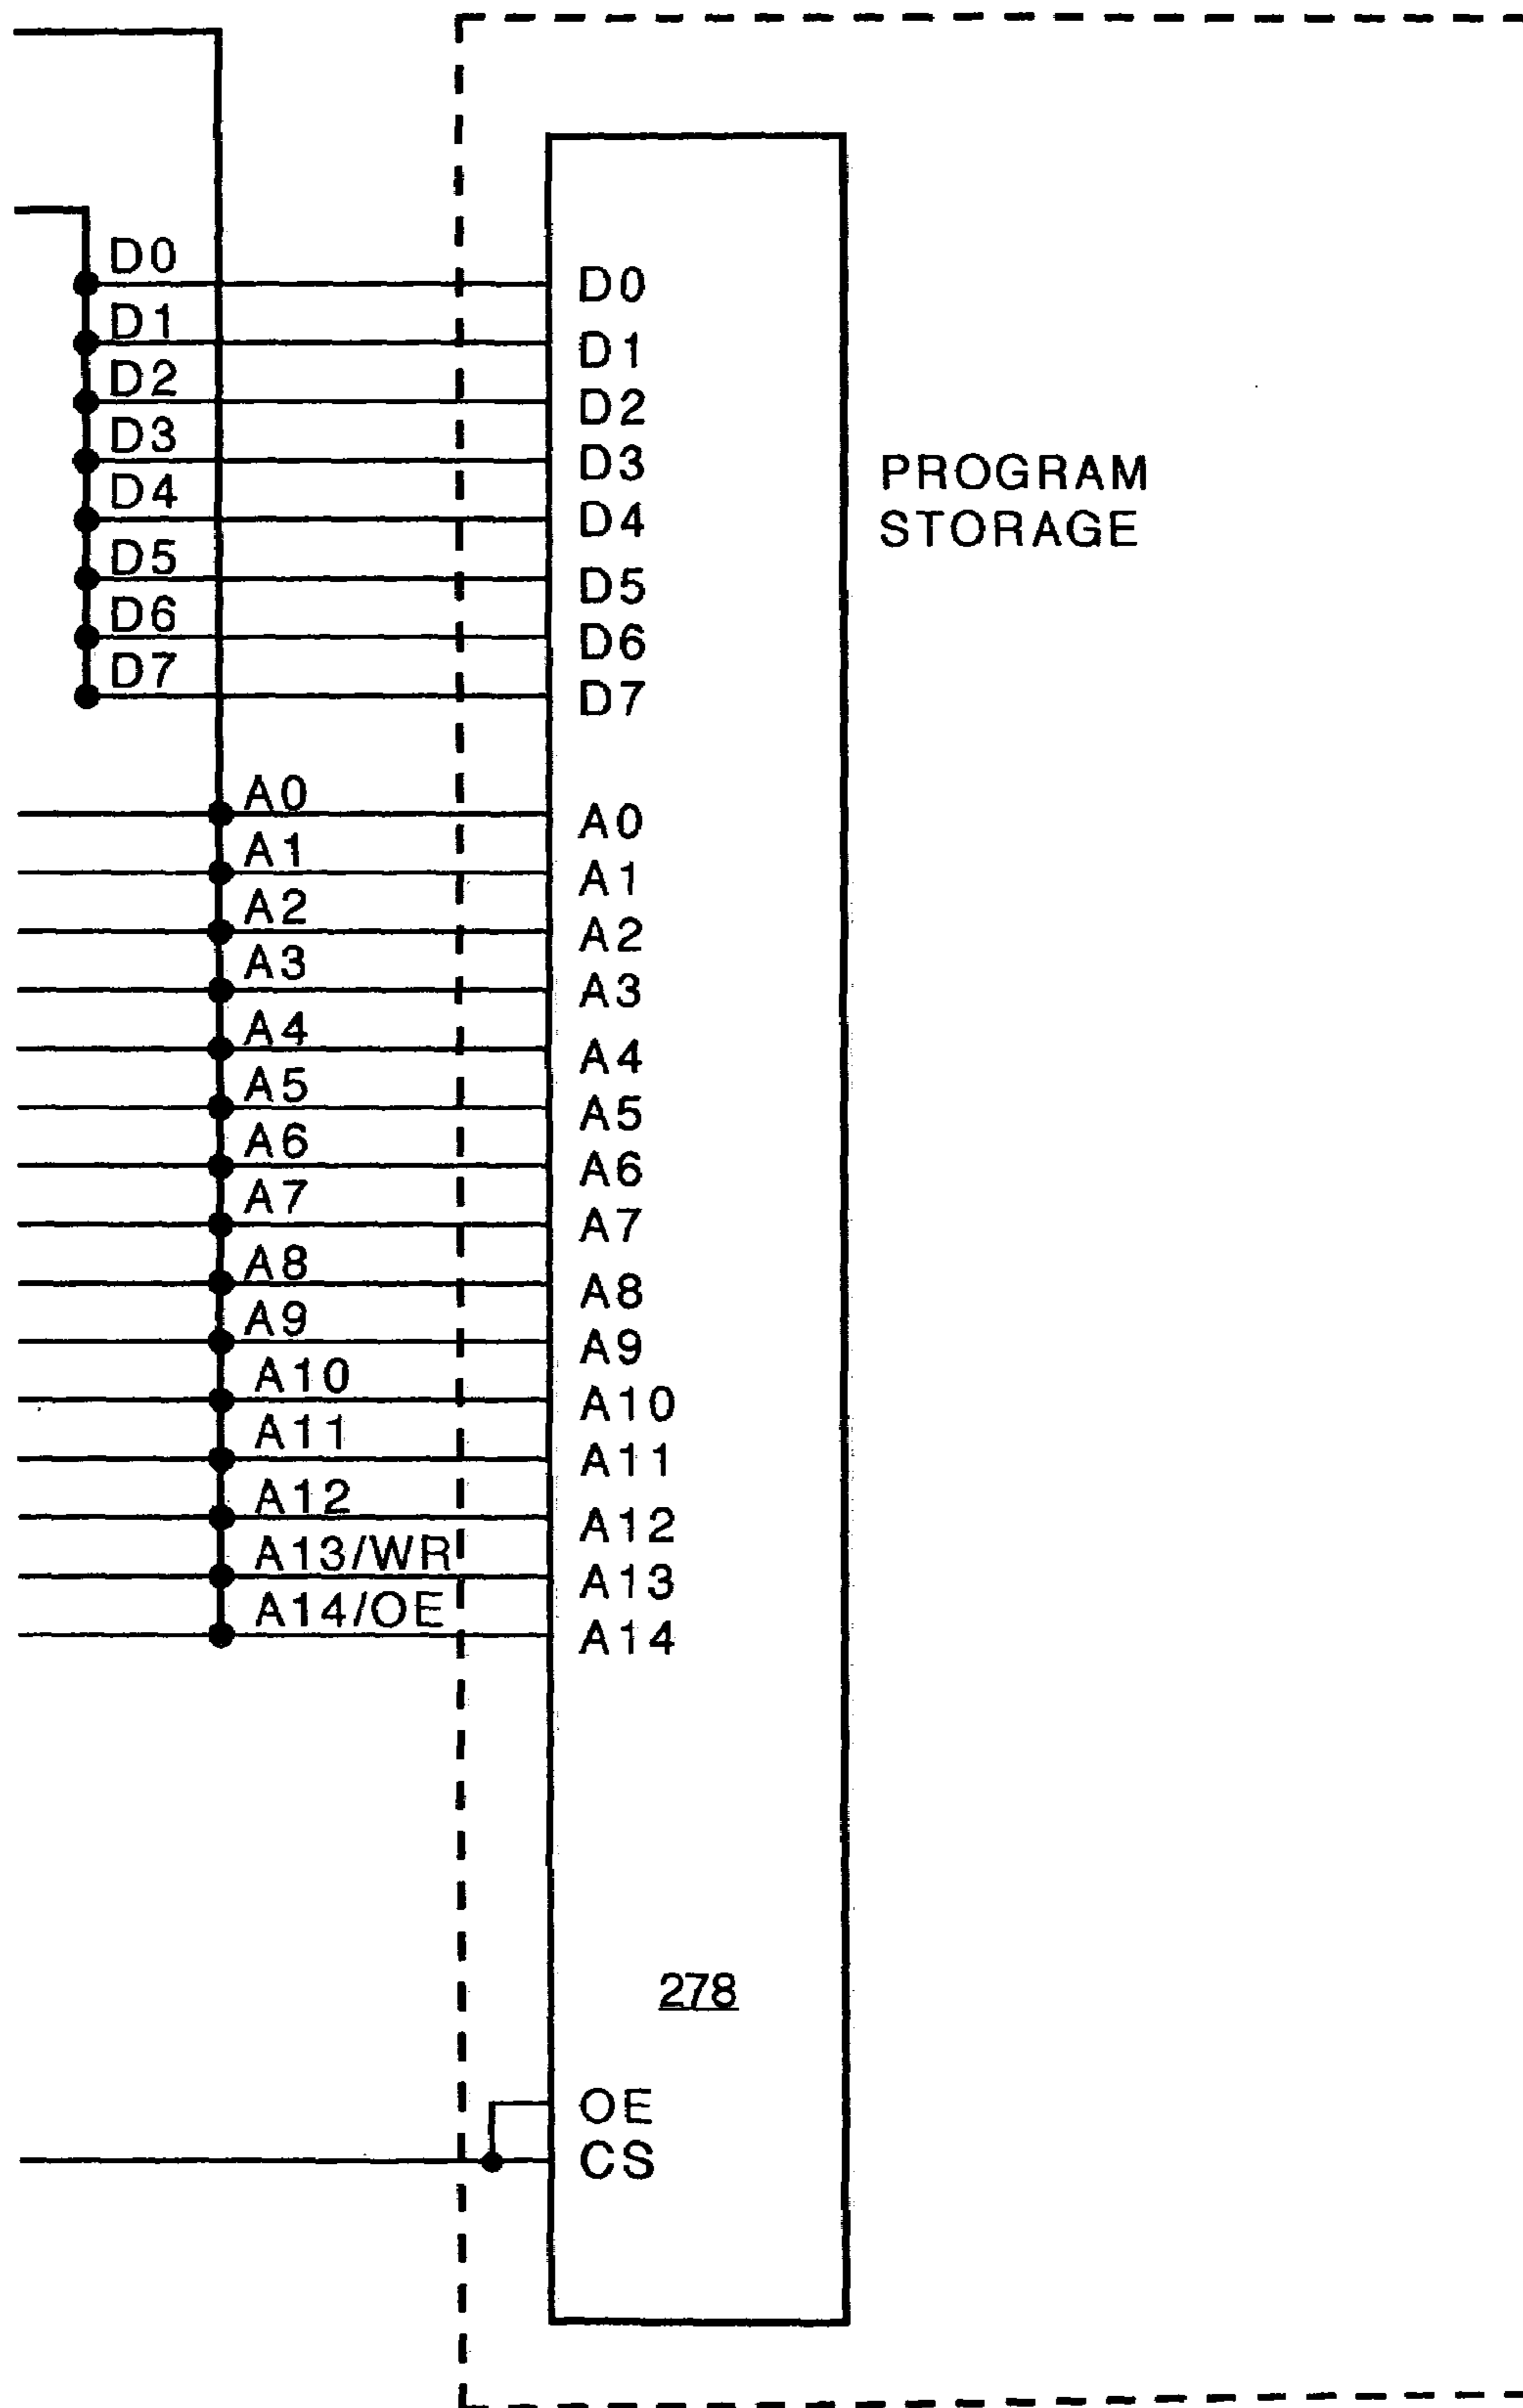 D0
D0
D1
D1
D2
D2
D3
D3
D4
D4
PROGRAM
STORAGE
D5
D5
D6
D6
D7
D7
A0
A0
A1
A1
A2
A2
A3
A3
A4
A4
A5
A5
A6
A6
A7
A7
A8
A8
A9
A9
A10
A10
A11
A11
A12
A12
A13/WR
A13
A14/OE
A14
278
OE
CS